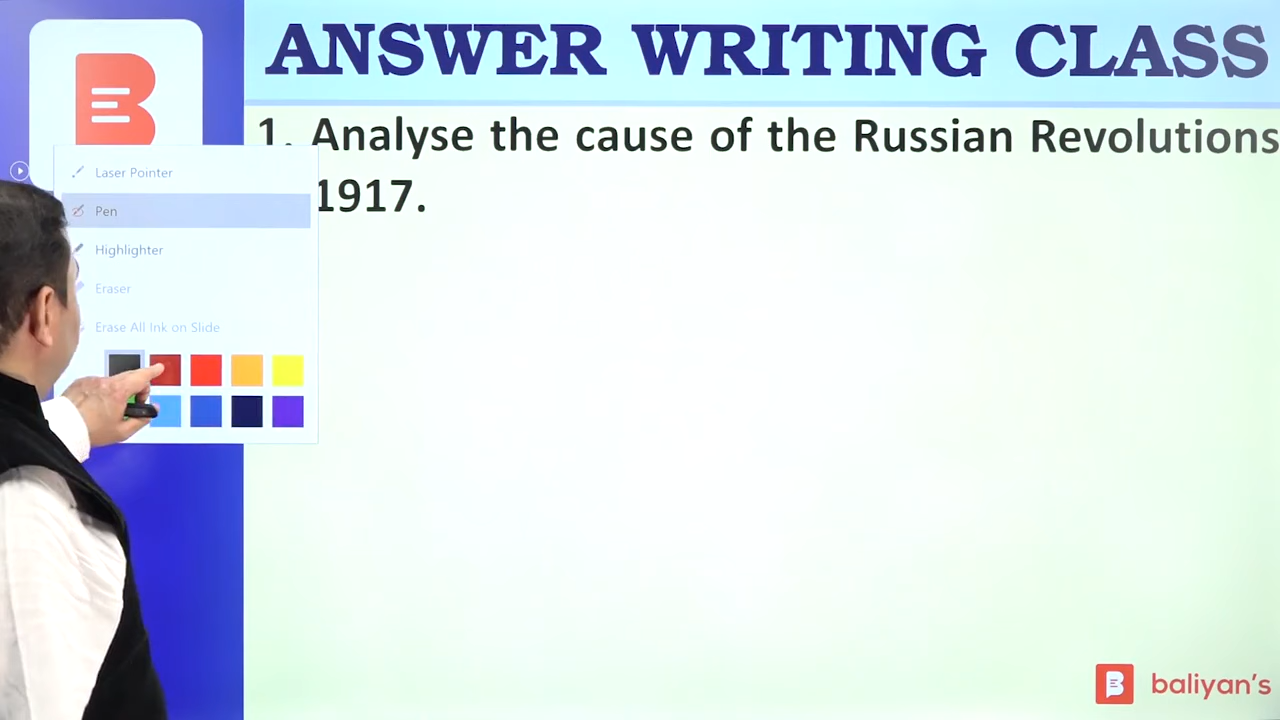 ANSWER WRITING CLASS
1. Analyse the cause of the Russian Revolutions
1917.
Laser Pointer
Pen
Highlighter
Eraser
Erase All Ink on Slide
baliyan's